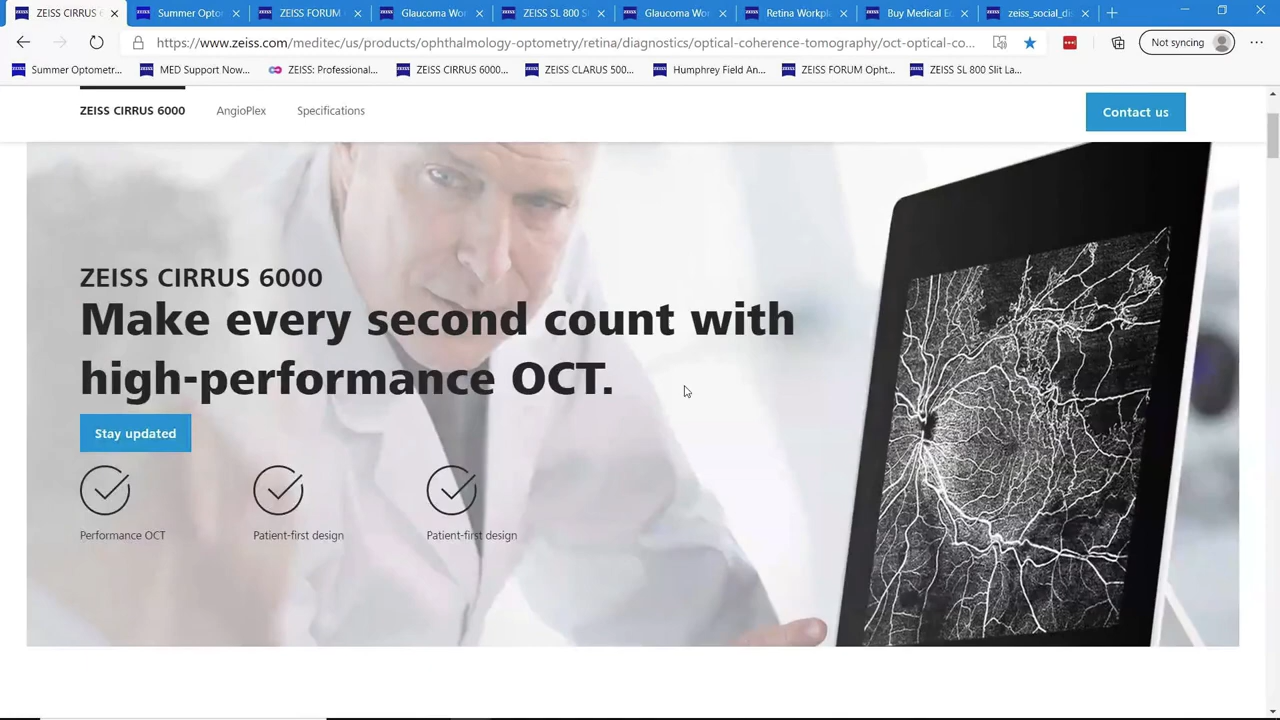 ZEISS CIRRUS 6
Summer Opto
ZEISS FORUM
Glaucoma Wor
ZEISS SL 800 S
Glaucoma Wo
Retina Workpl
Buy Medical E
zeiss_social_di
https://www.zeiss.com/meditec/us/products/ophthalmology-optometry/retina/diagnostics/optical-coherence-tomography/oct-optical-co...
Not syncing
Summer Optometr...
MED Support Now...
ZEISS: Professional...
ZEISS CIRRUS 6000...
ZEISS CLARUS 500...
Humphrey Field An...
ZEISS FORUM Opht...
ZEISS SL 800 Slit La...
ZEISS CIRRUS 6000
AngioPlex
Specifications
Contact us
ZEISS CIRRUS 6000
Make every second count with
high-performance OCT.
Stay updated
Performance OCT
Patient-first design
Patient-first design